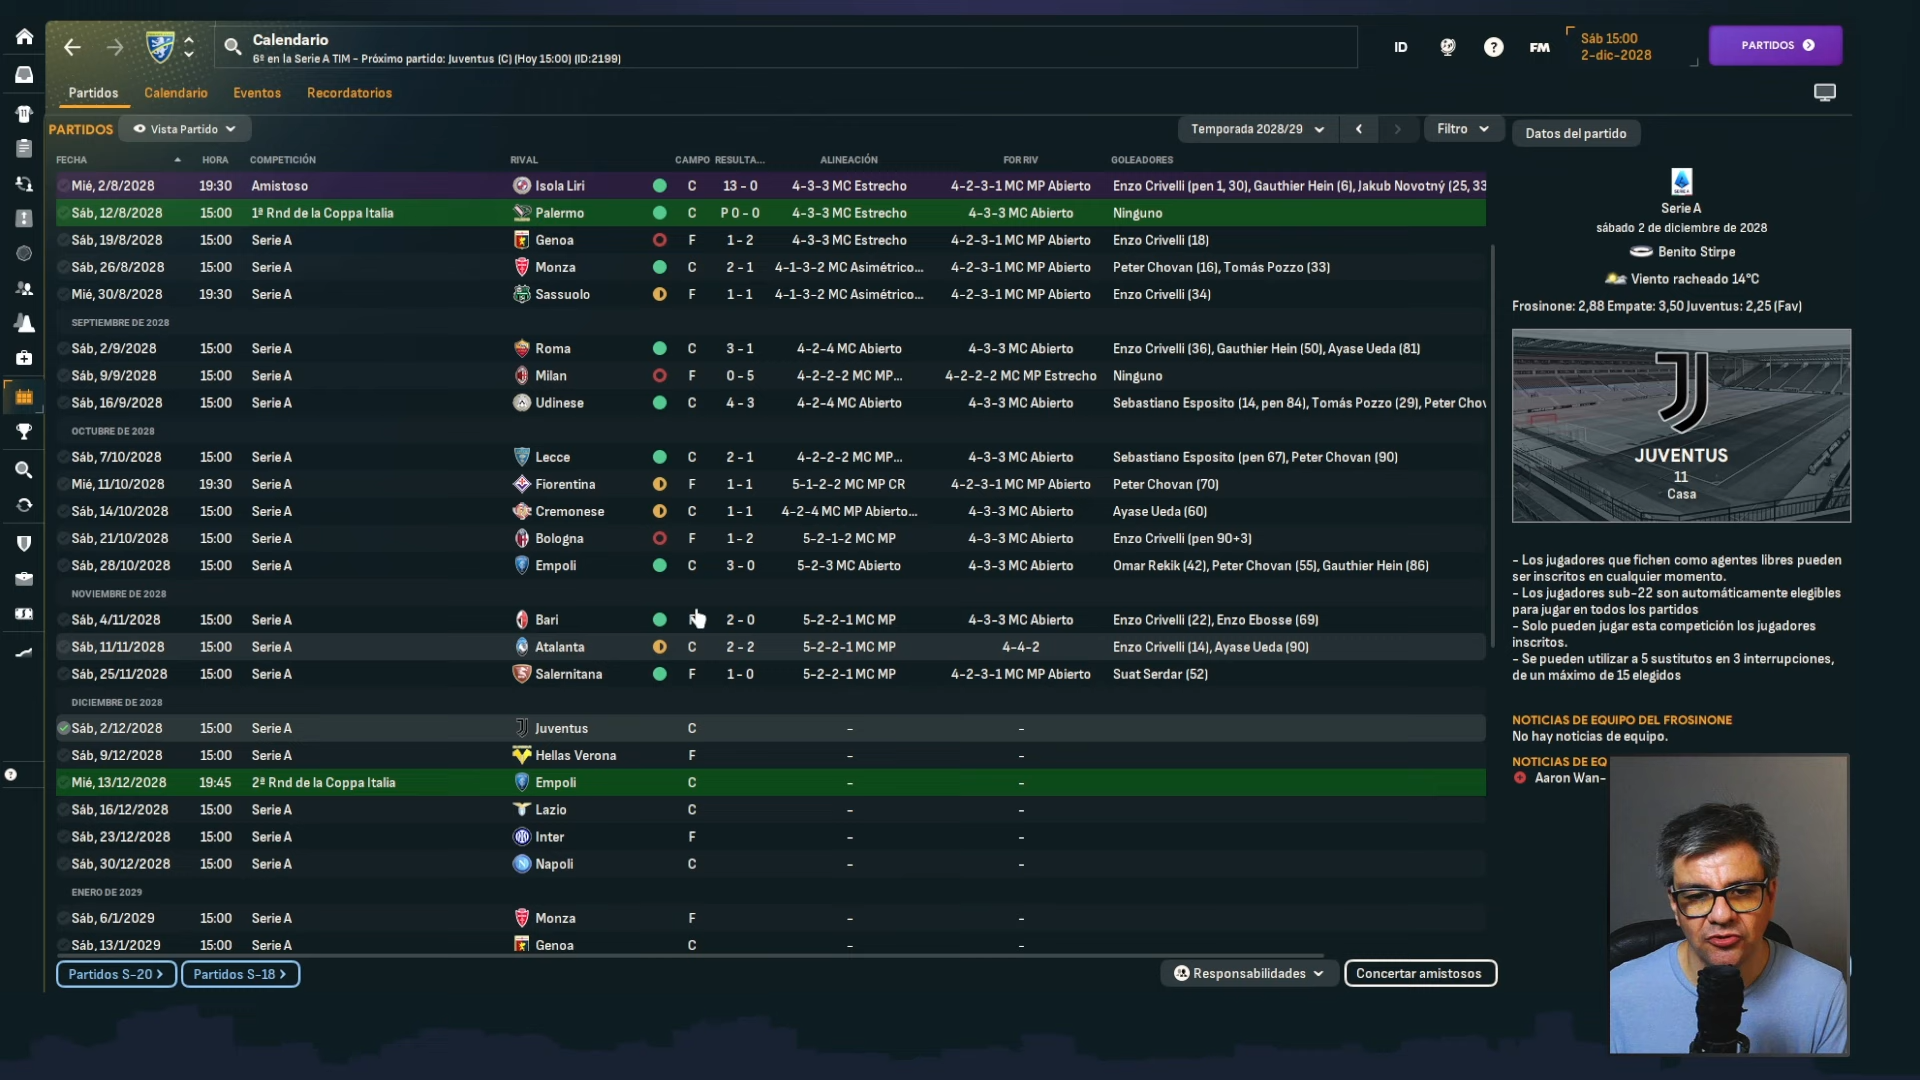 Calendario
6º en la Serie A TIM - Próximo partido: Juventus (C) (Hoy 15:00) (ID:2199)
ID
FM
Sáb 15:00
2-dic-2028
PARTIDOS
Partidos
Calendario
Eventos
Recordatorios
PARTIDOS
Vista Partido
Temporada 2028/29
Filtro
Datos del partido
FECHA HORA COMPETICIÓN RIVAL CAMPO RESULTA... ALINEACIÓN FOR RIV GOLEADORES
Mié, 2/8/2028 19:30 Amistoso Isola Liri C 13 - 0 4-3-3 MC Estrecho 4-2-3-1 MC MP Abierto Enzo Crivelli (pen 1, 30), Gauthier Hein (6), Jakub Novotný (25, 33
Sáb, 12/8/2028 15:00 1ª Rnd de la Coppa Italia Palermo C P 0 - 0 4-3-3 MC Estrecho 4-3-3 MC Abierto Ninguno
Sáb, 19/8/2028 15:00 Serie A Genoa F 1 - 2 4-3-3 MC Estrecho 4-2-3-1 MC MP Abierto Enzo Crivelli (18)
Sáb, 26/8/2028 15:00 Serie A Monza C 2 - 1 4-1-3-2 MC Asimétrico... 4-2-3-1 MC MP Abierto Peter Chovan (16), Tomás Pozzo (33)
Mié, 30/8/2028 19:30 Serie A Sassuolo F 1 - 1 4-1-3-2 MC Asimétrico... 4-2-3-1 MC MP Abierto Enzo Crivelli (34)
SEPTIEMBRE DE 2028
Sáb, 2/9/2028 15:00 Serie A Roma C 3 - 1 4-2-4 MC Abierto 4-3-3 MC Abierto Enzo Crivelli (36), Gauthier Hein (50), Ayase Ueda (81)
Sáb, 9/9/2028 15:00 Serie A Milan F 0 - 5 4-2-2-2 MC MP... 4-2-2-2 MC MP Estrecho Ninguno
Sáb, 16/9/2028 15:00 Serie A Udinese C 4 - 3 4-2-4 MC Abierto 4-3-3 MC Abierto Sebastiano Esposito (14, pen 84), Tomás Pozzo (29), Peter Chov
OCTUBRE DE 2028
Sáb, 7/10/2028 15:00 Serie A Lecce C 2 - 1 4-2-2-2 MC MP... 4-3-3 MC Abierto Sebastiano Esposito (pen 67), Peter Chovan (90)
Mié, 11/10/2028 19:30 Serie A Fiorentina F 1 - 1 5-1-2-2 MC MP CR 4-2-3-1 MC MP Abierto Peter Chovan (70)
Sáb, 14/10/2028 15:00 Serie A Cremonese C 1 - 1 4-2-4 MC MP Abierto... 4-3-3 MC Abierto Ayase Ueda (60)
Sáb, 21/10/2028 15:00 Serie A Bologna F 1 - 2 5-2-1-2 MC MP 4-3-3 MC Abierto Enzo Crivelli (pen 90+3)
Sáb, 28/10/2028 15:00 Serie A Empoli C 3 - 0 5-2-3 MC Abierto 4-3-3 MC Abierto Omar Rekik (42), Peter Chovan (55), Gauthier Hein (86)
NOVIEMBRE DE 2028
Sáb, 4/11/2028 15:00 Serie A Bari 2 - 0 5-2-2-1 MC MP 4-3-3 MC Abierto Enzo Crivelli (22), Enzo Ebosse (69)
Sáb, 11/11/2028 15:00 Serie A Atalanta C 2 - 2 5-2-2-1 MC MP 4-4-2 Enzo Crivelli (14), Ayase Ueda (90)
Sáb, 25/11/2028 15:00 Serie A Salernitana F 1 - 0 5-2-2-1 MC MP 4-2-3-1 MC MP Abierto Suat Serdar (52)
DICIEMBRE DE 2028
Sáb, 2/12/2028 15:00 Serie A Juventus C - -
Sáb, 9/12/2028 15:00 Serie A Hellas Verona F - -
Mié, 13/12/2028 19:45 2ª Rnd de la Coppa Italia Empoli C - -
Sáb, 16/12/2028 15:00 Serie A Lazio C - -
Sáb, 23/12/2028 15:00 Serie A Inter F - -
Sáb, 30/12/2028 15:00 Serie A Napoli C - -
ENERO DE 2029
Sáb, 6/1/2029 15:00 Serie A Monza F - -
Sáb, 13/1/2029 15:00 Serie A Genoa C - -
Partidos S-20
Partidos S-18
Responsabilidades
Concertar amistosos
Serie A
sábado 2 de diciembre de 2028
Benito Stirpe
Viento racheado 14°C
Frosinone: 2,88 Empate: 3,50 Juventus: 2,25 (Fav)
JUVENTUS
11
Casa
- Los jugadores que fichen como agentes libres pueden
ser inscritos en cualquier momento.
- Los jugadores sub-22 son automáticamente elegibles
para jugar en todos los partidos
- Solo pueden jugar esta competición los jugadores
inscritos.
- Se pueden utilizar a 5 sustitutos en 3 interrupciones,
de un máximo de 15 elegidos
NOTICIAS DE EQUIPO DEL FROSINONE
No hay noticias de equipo.
NOTICIAS DE EQ
Aaron Wan-